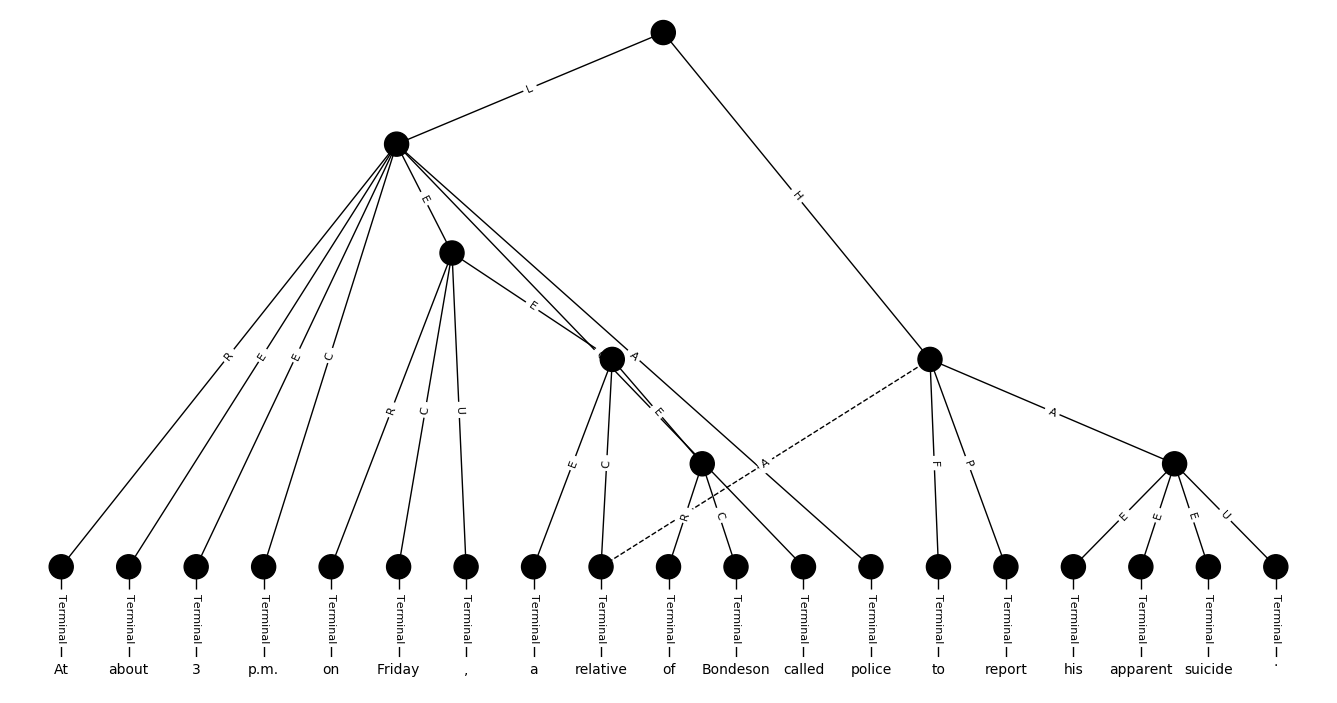 L
H
E
R
E
E
C
E
A
R
C
U
E
A
E
C
A
F
P
R
C
E
E
E
U
Terminal Terminal Terminal Terminal Terminal Terminal Terminal Terminal Terminal Terminal Terminal Terminal Terminal Terminal Terminal Terminal Terminal Terminal Terminal
At about 3 p.m. on Friday , a relative of Bondeson called police to report his apparent suicide .